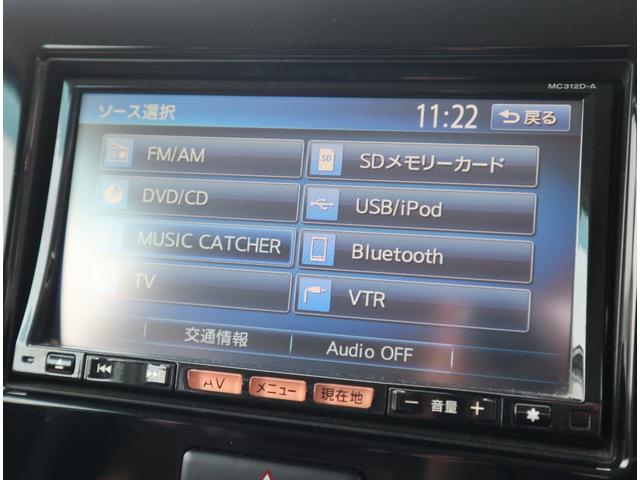 MC312D-A
ソース選択 11:22 戻る
FM/AM SDメモリーカード
SD
DVD/CD USB/iPod
MUSIC CATCHER Bluetooth
TV VTR
交通情報 Audio OFF
AV メニュー 現在地 − 音量 +